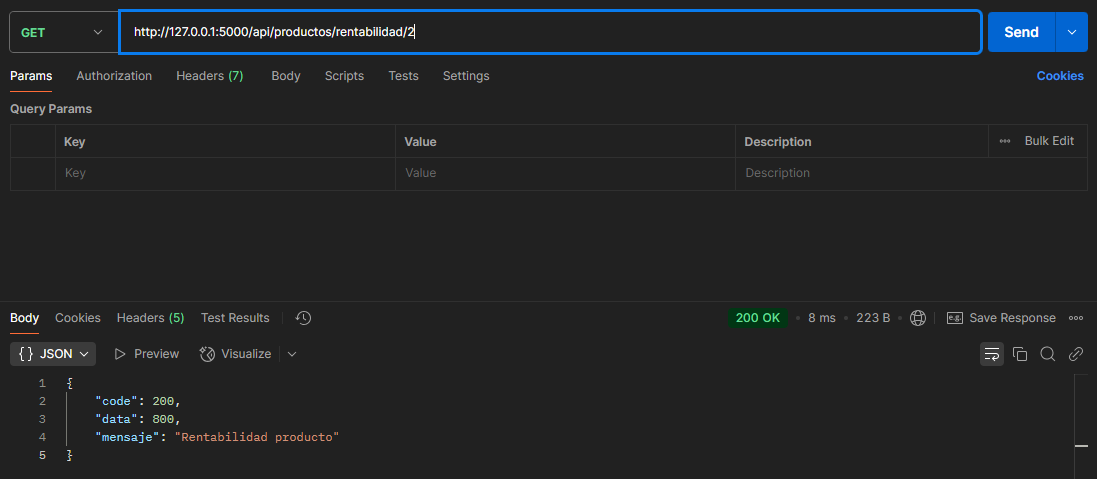 GET http://127.0.0.1:5000/api/productos/rentabilidad/2 Send
Params Authorization Headers (7) Body Scripts Tests Settings Cookies
Query Params
Key Value Description Bulk Edit
Key Value Description
Body Cookies Headers (5) Test Results 200 OK • 8 ms • 223 B • e.g. Save Response
{} JSON Preview Visualize
1 {
2 "code": 200,
3 "data": 800,
4 "mensaje": "Rentabilidad producto"
5 }